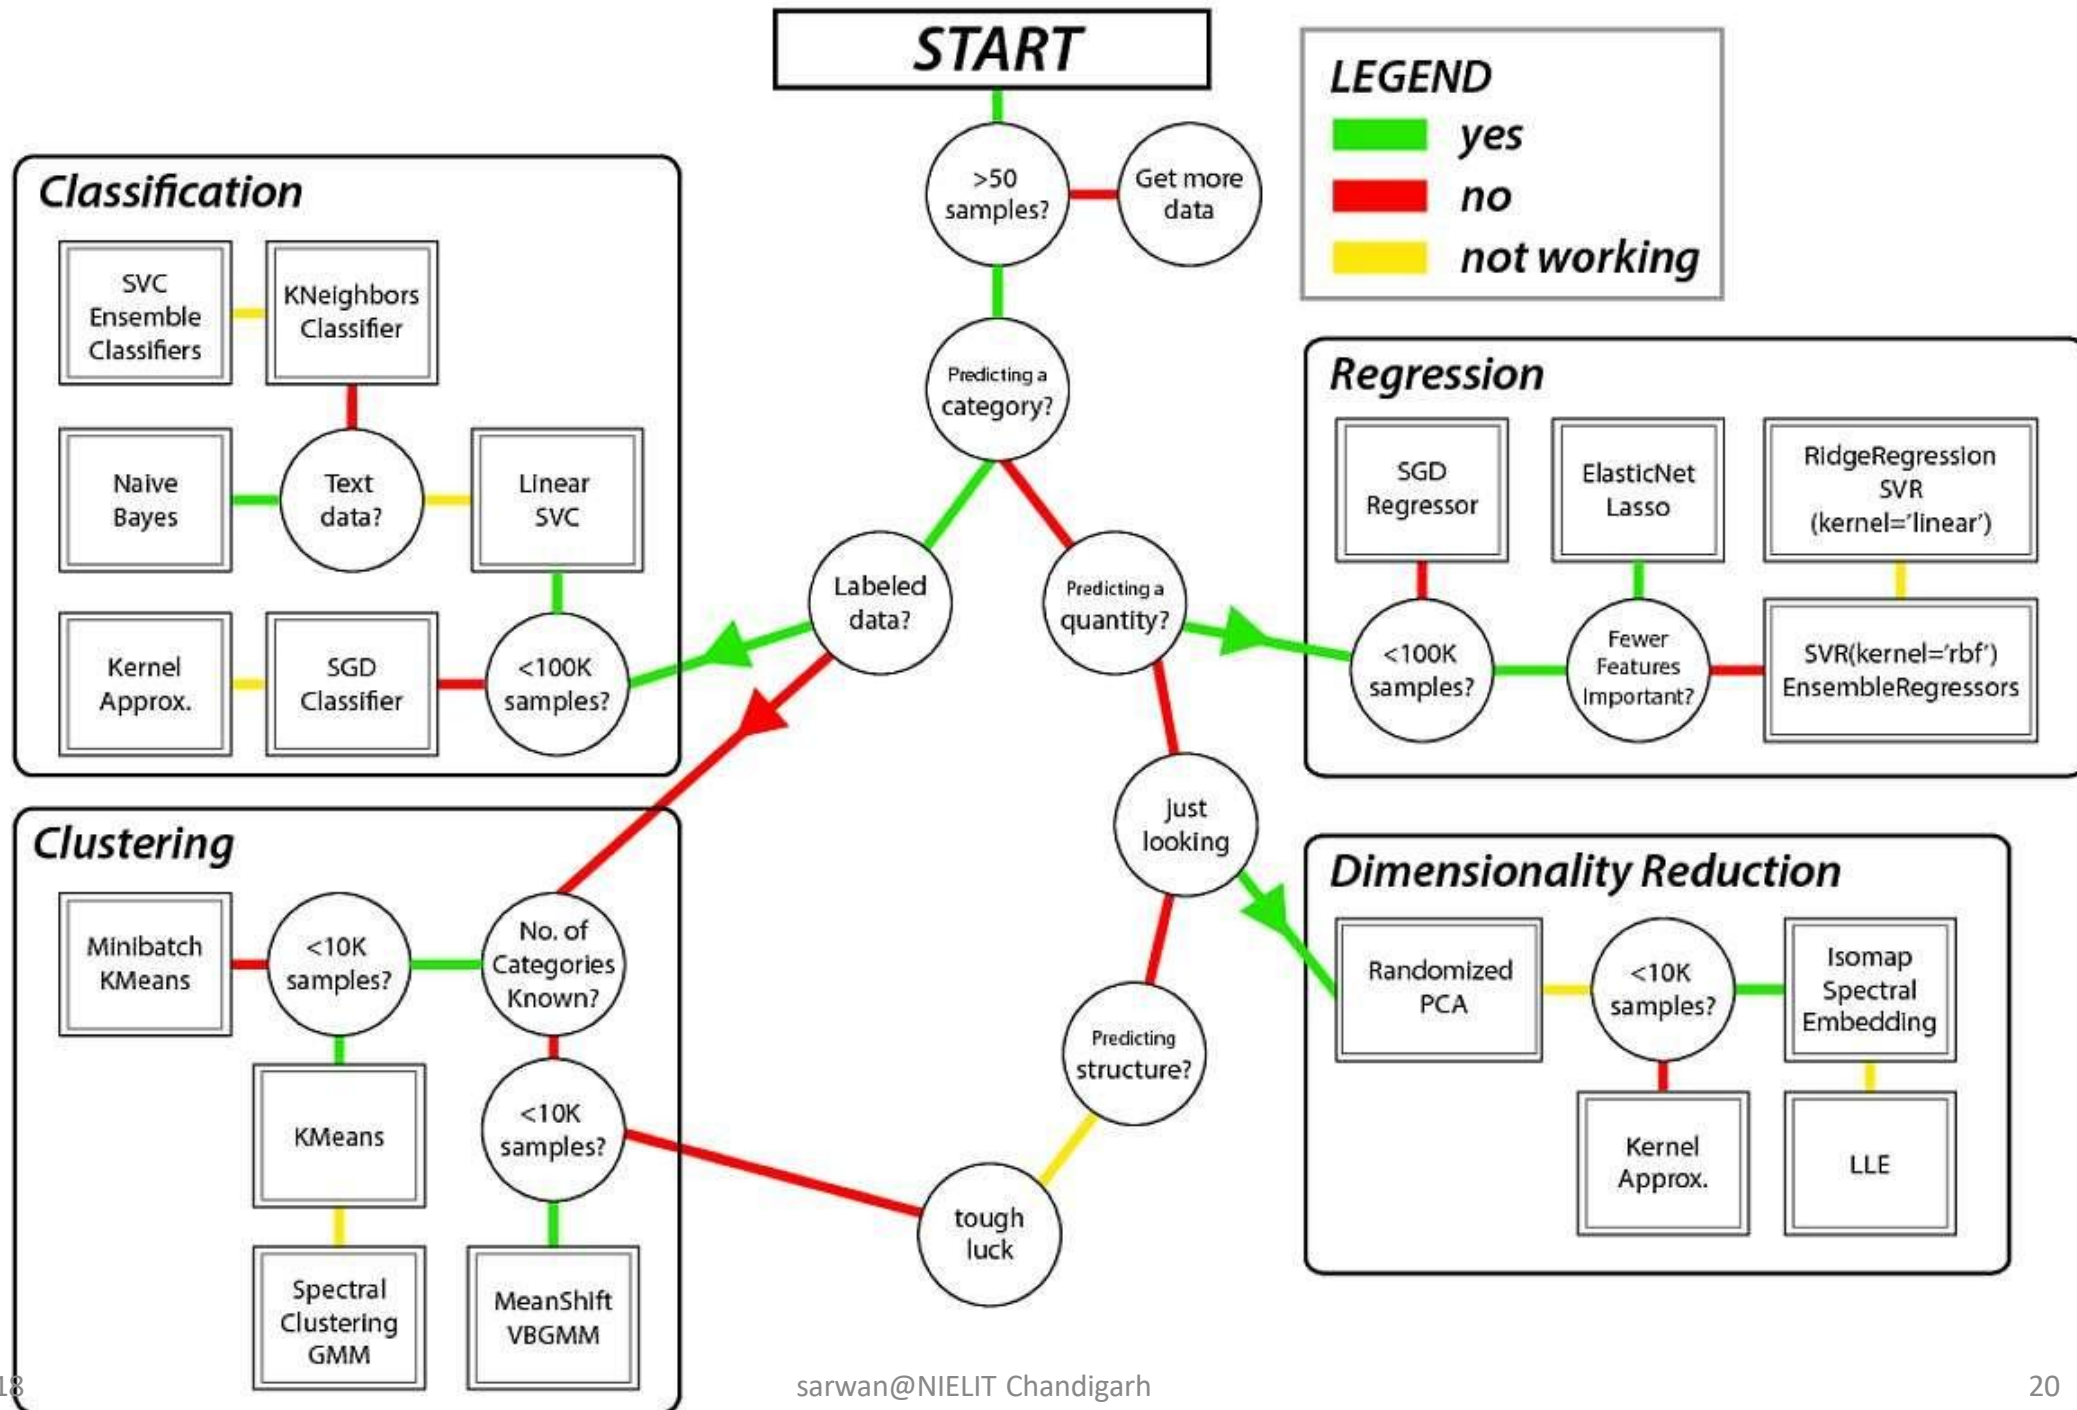 START
LEGEND
yes
no
not working
>50
samples?
Get more
data
Predicting a
category?
Labeled
data?
Predicting a
quantity?
Just
looking
Predicting
structure?
tough
luck
Classification
SVC
Ensemble
Classifiers
KNeighbors
Classifier
Naive
Bayes
Text
data?
Linear
SVC
Kernel
Approx.
SGD
Classifier
<100K
samples?
Regression
SGD
Regressor
ElasticNet
Lasso
RidgeRegression
SVR
(kernel='linear')
<100K
samples?
Fewer
Features
Important?
SVR(kernel='rbf')
EnsembleRegressors
Clustering
Minibatch
KMeans
<10K
samples?
No. of
Categories
Known?
KMeans
<10K
samples?
Spectral
Clustering
GMM
MeanShift
VBGMM
Dimensionality Reduction
Randomized
PCA
<10K
samples?
Isomap
Spectral
Embedding
Kernel
Approx.
LLE
18
sarwan@NIELIT Chandigarh
20